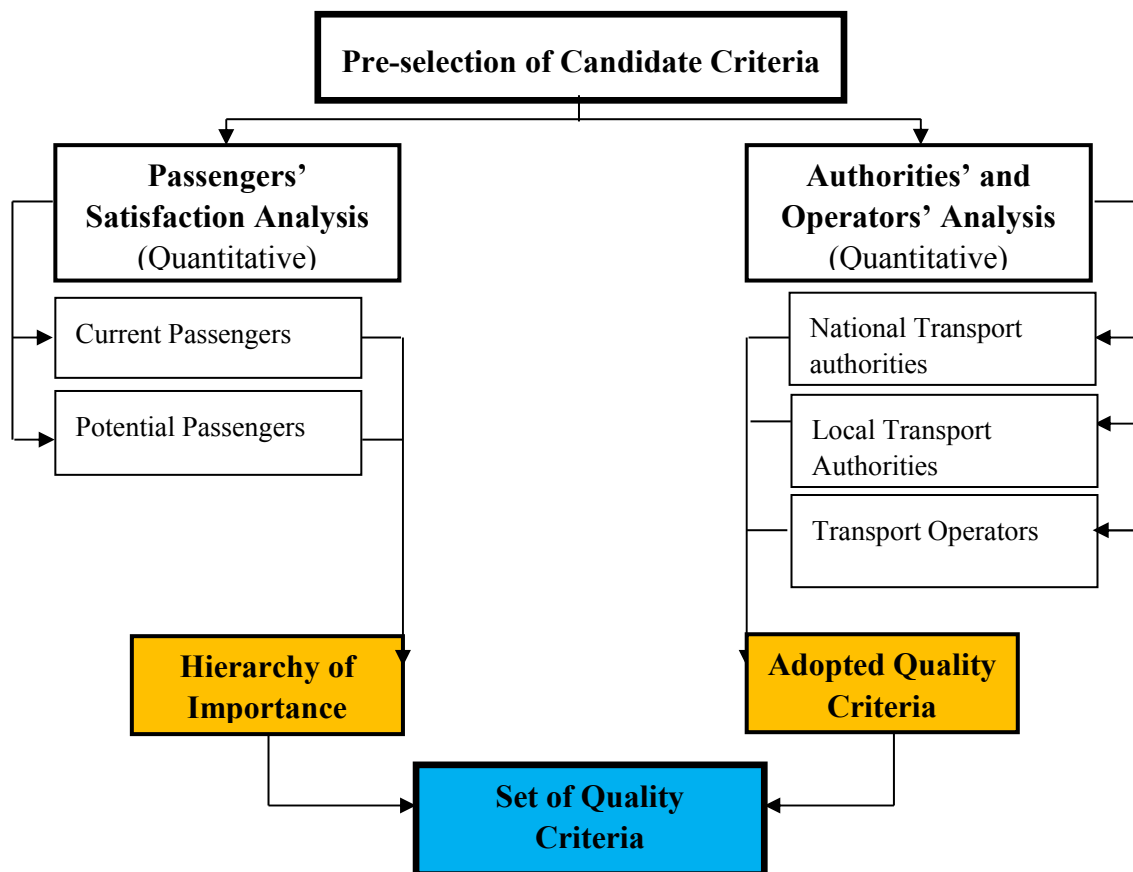 Pre-selection of Candidate Criteria
Passengers’
Satisfaction Analysis
(Quantitative)
Authorities’ and
Operators’ Analysis
(Quantitative)
Current Passengers
Potential Passengers
National Transport
authorities
Local Transport
Authorities
Transport Operators
Hierarchy of
Importance
Adopted Quality
Criteria
Set of Quality
Criteria